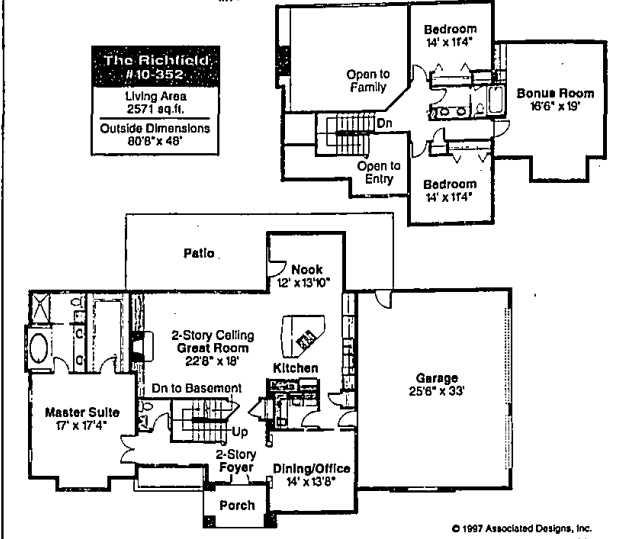 The Richfield
#10-352
Living Area
2571 sq.ft.
Outside Dimensions
80'8" x 48'
Bedroom
14' x 11'4"
Open to
Family
Bonus Room
16'6" x 19'
Dn
Open to
Entry
Bedroom
14' x 11'4"
Patio
Nook
12' x 13'10"
2-Story Ceiling
Great Room
22'8" x 18'
Kitchen
Garage
25'6" x 33'
Dn to Basement
Master Suite
17' x 17'4"
Up
2-Story
Foyer
Dining/Office
14' x 13'8"
Porch
© 1997 Associated Designs, Inc.